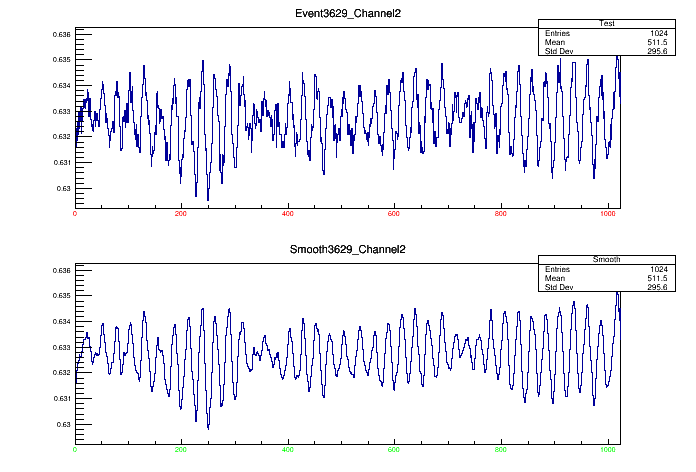 Event3629_Channel2
Test
Entries 1024
Mean 511.5
Std Dev 295.6
0.636
0.635
0.634
0.633
0.632
0.631
0.63
0 200 400 600 800 1000
Smooth3629_Channel2
Smooth
Entries 1024
Mean 511.5
Std Dev 295.6
0.636
0.635
0.634
0.633
0.632
0.631
0.63
0 200 400 600 800 1000